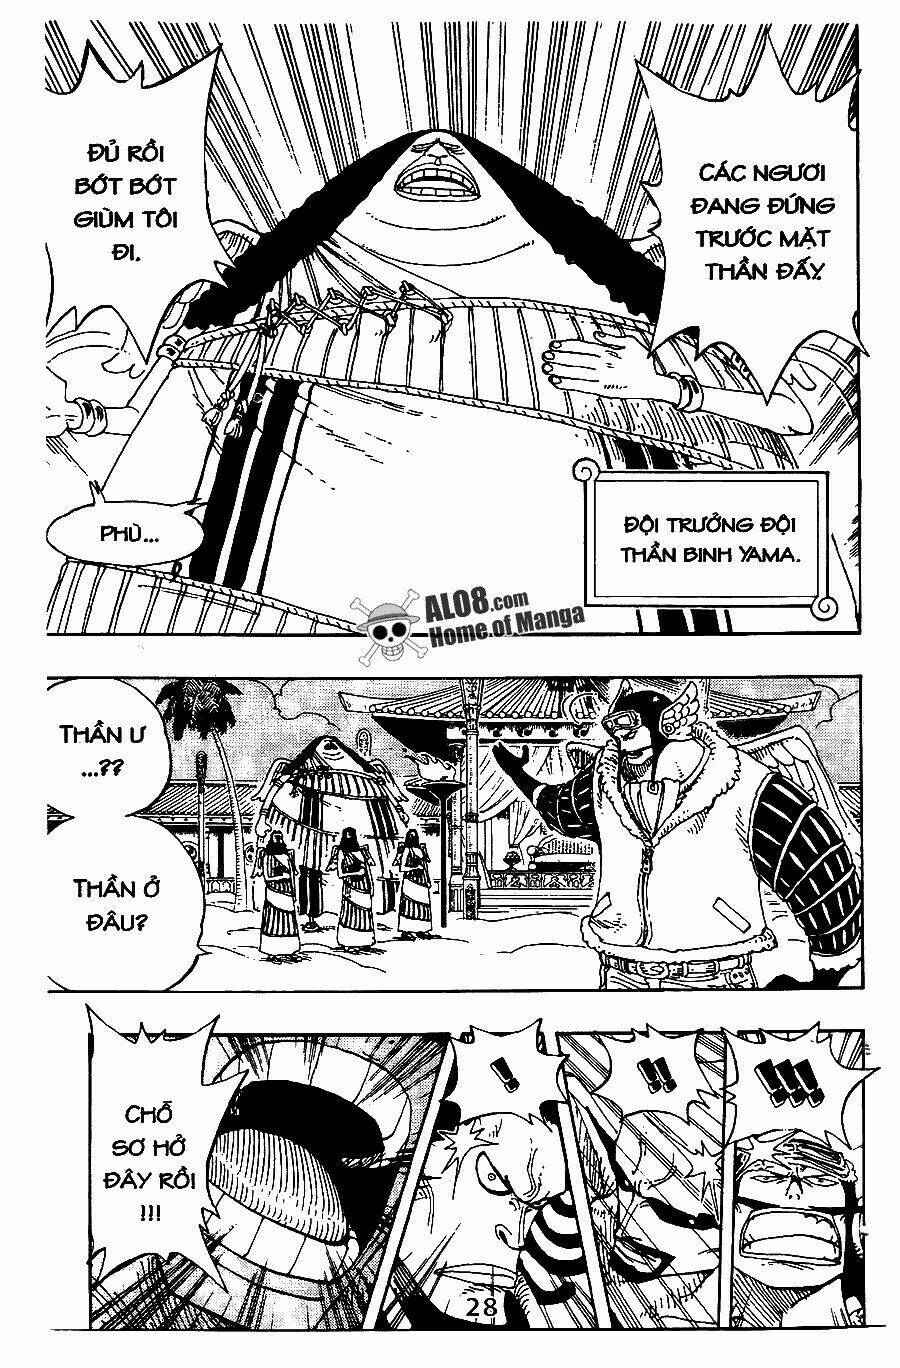 CÁC NGƯƠI
ĐANG ĐỨNG
TRƯỚC MẶT
THẦN ĐẤY.
ĐỦ RỒI
BỚT BỚT
GIÙM TÔI
ĐI.
PHÙ...
ĐỘI TRƯỞNG ĐỘI
THẦN BINH YAMA.
ALO8.com
Home of Manga
THẦN Ư
...??
THẦN Ở
ĐÂU?
CHỖ
SƠ HỞ
ĐÂY RỒI
!!!
!
!!
!!!
28